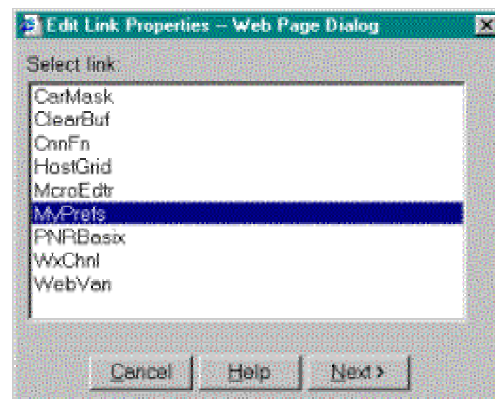 Edit Link Properties -- Web Page Dialog
Select link:
CarMask
ClearBuf
CnnFn
HostGrid
McroEdtr
MyPrefs
PNRBasix
WxChnl
WebVan
Cancel
Help
Next >